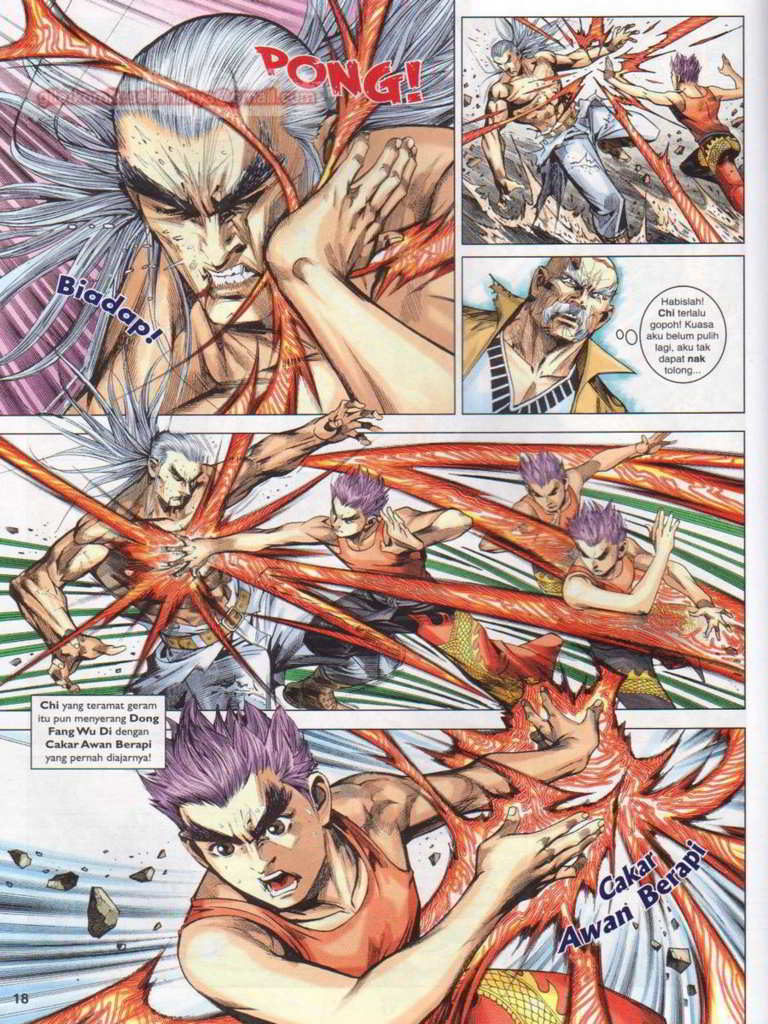 PONG!
Biadap!
Habislah!
Chi terlalu
gopoh! Kuasa
aku belum pulih
lagi, aku tak
dapat nak
tolong...
Chi yang teramat geram
itu pun menyerang Dong
Fang Wu Di dengan
Cakar Awan Berapi
yang pernah diajarnya!
Cakar
Awan Berapi
18